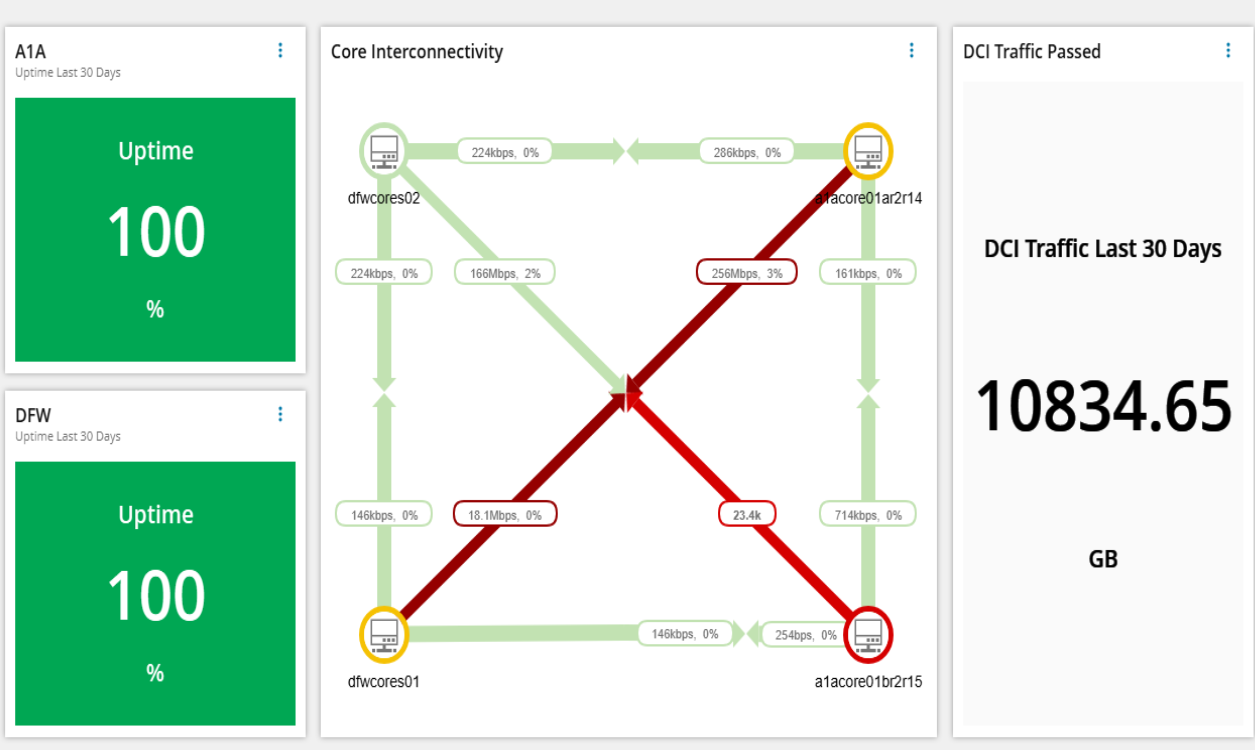 A1A
Uptime Last 30 Days
Uptime
100
%
DFW
Uptime Last 30 Days
Uptime
100
%
Core Interconnectivity
224kbps, 0%
286kbps, 0%
dfwcores02
a1acore01ar2r14
224kbps, 0%
166Mbps, 2%
256Mbps, 3%
161kbps, 0%
146kbps, 0%
18.1Mbps, 0%
23.4k
714kbps, 0%
146kbps, 0%
254bps, 0%
dfwcores01
a1acore01br2r15
DCI Traffic Passed
DCI Traffic Last 30 Days
10834.65
GB